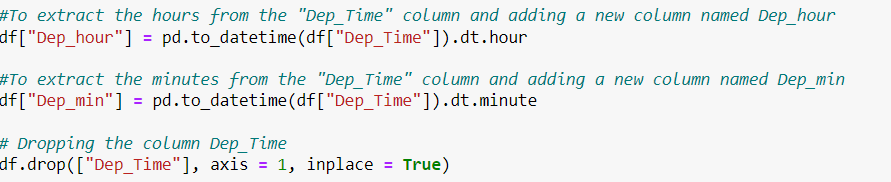 #To extract the hours from the "Dep_Time" column and adding a new column named Dep_hour
df["Dep_hour"] = pd.to_datetime(df["Dep_Time"]).dt.hour
#To extract the minutes from the "Dep_Time" column and adding a new column named Dep_min
df["Dep_min"] = pd.to_datetime(df["Dep_Time"]).dt.minute
# Dropping the column Dep_Time
df.drop(["Dep_Time"], axis = 1, inplace = True)